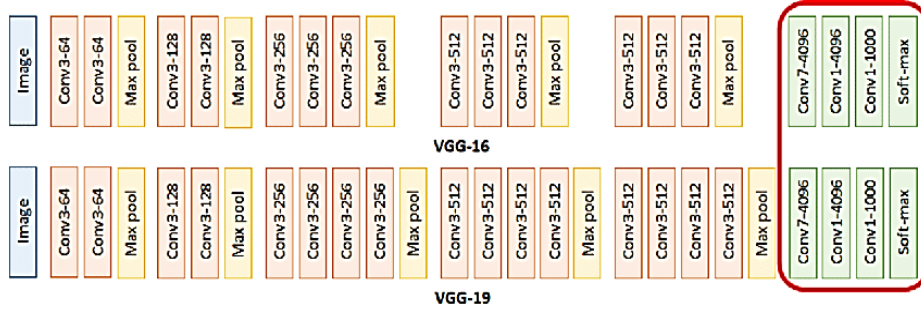 Image Conv3-64 Conv3-64 Max pool Conv3-128 Conv3-128 Max pool Conv3-256 Conv3-256 Conv3-256 Max pool Conv3-512 Conv3-512 Conv3-512 Max pool Conv3-512 Conv3-512 Conv3-512 Max pool Conv7-4096 Conv1-4096 Conv1-1000 Soft-max
VGG-16
Image Conv3-64 Conv3-64 Max pool Conv3-128 Conv3-128 Max pool Conv3-256 Conv3-256 Conv3-256 Conv3-256 Max pool Conv3-512 Conv3-512 Conv3-512 Conv3-512 Max pool Conv3-512 Conv3-512 Conv3-512 Conv3-512 Max pool Conv7-4096 Conv1-4096 Conv1-1000 Soft-max
VGG-19